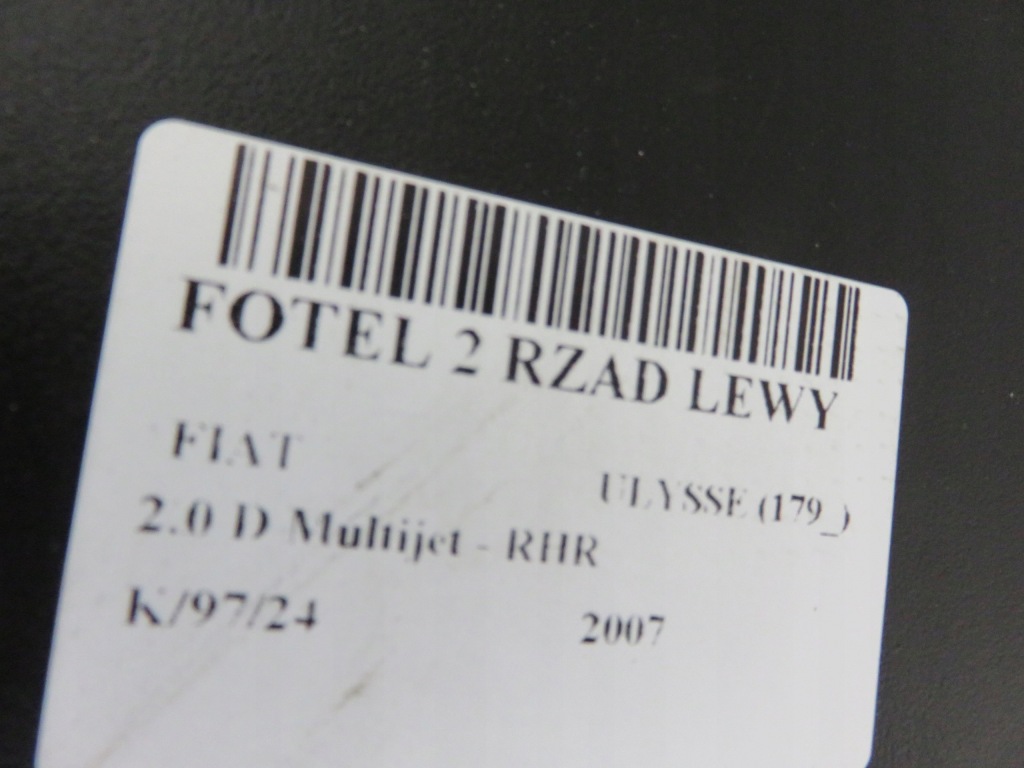 FOTEL 2 RZAD LEWY
FIAT ULYSSE (179_)
2.0 D Multijet - RHR
K/97/24 2007